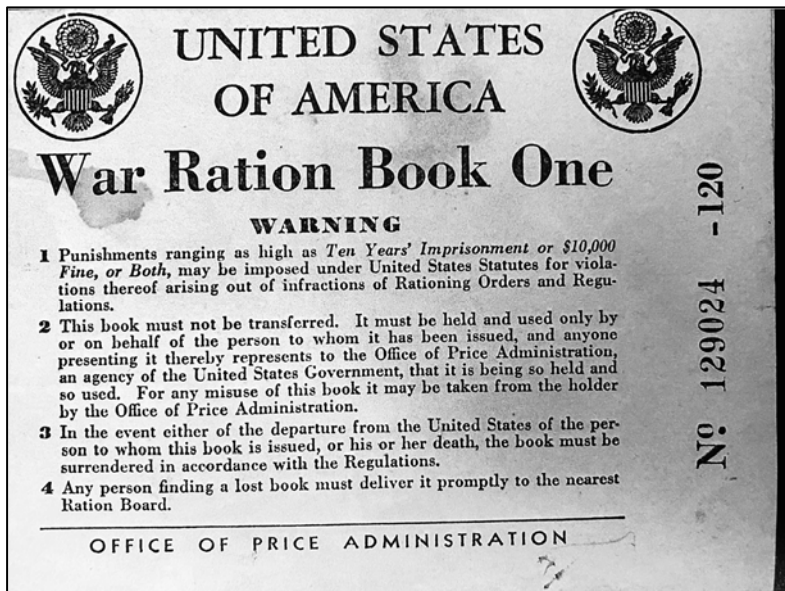 UNITED STATES
OF AMERICA
War Ration Book One
WARNING
1 Punishments ranging as high as Ten Years' Imprisonment or $10,000
Fine, or Both, may be imposed under United States Statutes for viola-
tions thereof arising out of infractions of Rationing Orders and Regu-
lations.
2 This book must not be transferred. It must be held and used only by
or on behalf of the person to whom it has been issued, and anyone
presenting it thereby represents to the Office of Price Administration,
an agency of the United States Government, that it is being so held and
so used. For any misuse of this book it may be taken from the holder
by the Office of Price Administration.
3 In the event either of the departure from the United States of the per-
son to whom this book is issued, or his or her death, the book must be
surrendered in accordance with the Regulations.
4 Any person finding a lost book must deliver it promptly to the nearest
Ration Board.
OFFICE OF PRICE ADMINISTRATION
No 129024 -120